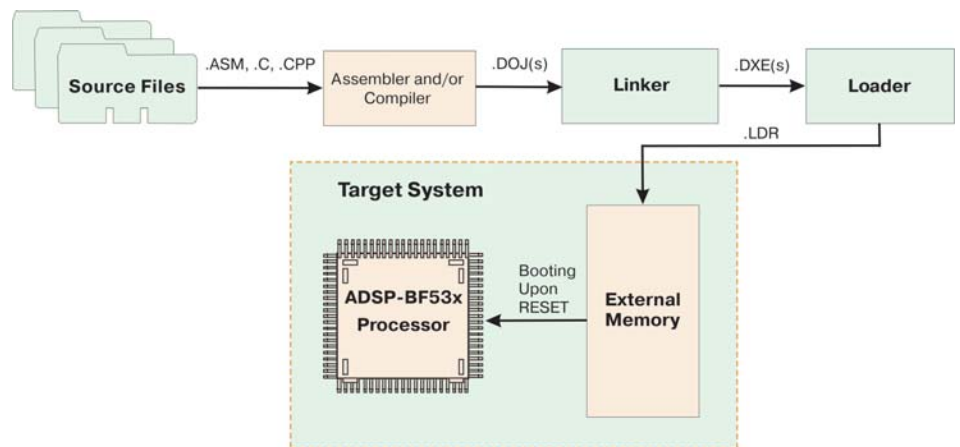 Source Files
.ASM, .C, .CPP
Assembler and/or
Compiler
.DOJ(s)
Linker
.DXE(s)
Loader
.LDR
Target System
ADSP-BF53x
Processor
Booting
Upon
RESET
External
Memory